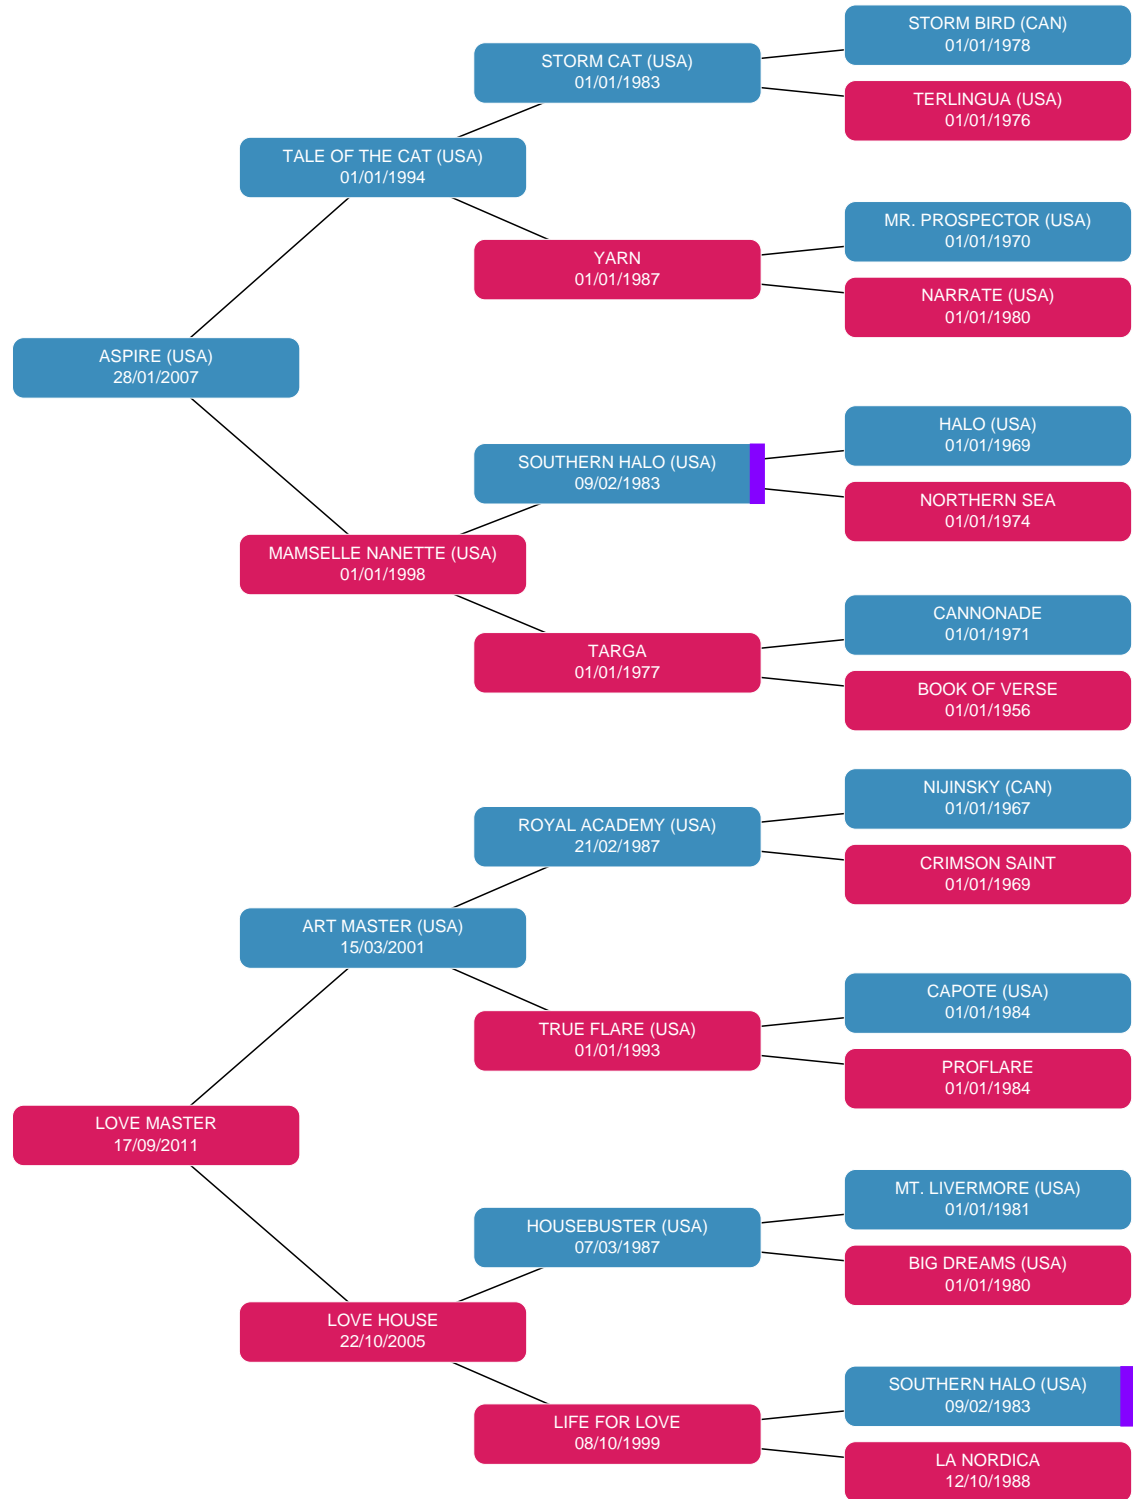 STORM BIRD (CAN)
01/01/1978
STORM CAT (USA)
01/01/1983
TERLINGUA (USA)
01/01/1976
TALE OF THE CAT (USA)
01/01/1994
MR. PROSPECTOR (USA)
01/01/1970
YARN
01/01/1987
NARRATE (USA)
01/01/1980
ASPIRE (USA)
28/01/2007
HALO (USA)
01/01/1969
SOUTHERN HALO (USA)
09/02/1983
NORTHERN SEA
01/01/1974
MAMSELLE NANETTE (USA)
01/01/1998
CANNONADE
01/01/1971
TARGA
01/01/1977
BOOK OF VERSE
01/01/1956
NIJINSKY (CAN)
01/01/1967
ROYAL ACADEMY (USA)
21/02/1987
CRIMSON SAINT
01/01/1969
ART MASTER (USA)
15/03/2001
CAPOTE (USA)
01/01/1984
TRUE FLARE (USA)
01/01/1993
PROFLARE
01/01/1984
LOVE MASTER
17/09/2011
MT. LIVERMORE (USA)
01/01/1981
HOUSEBUSTER (USA)
07/03/1987
BIG DREAMS (USA)
01/01/1980
LOVE HOUSE
22/10/2005
SOUTHERN HALO (USA)
09/02/1983
LIFE FOR LOVE
08/10/1999
LA NORDICA
12/10/1988